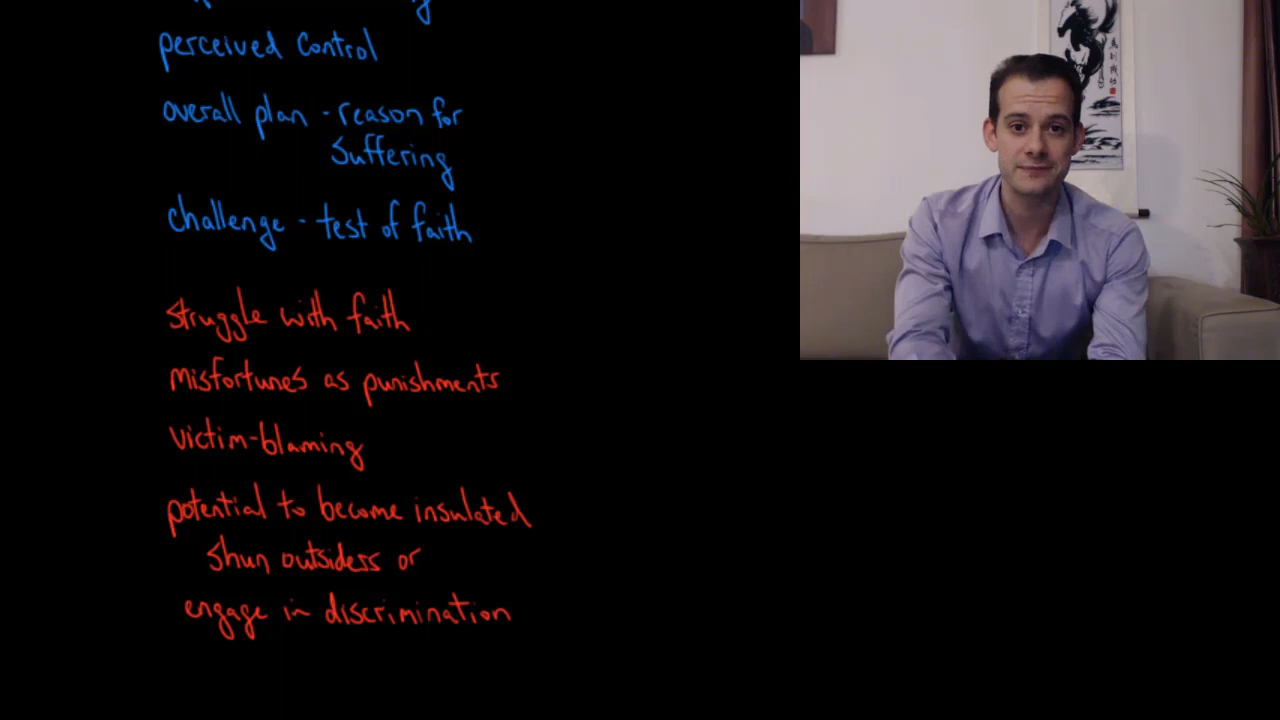 perceived control
overall plan - reason for
suffering
challenge - test of faith
struggle with faith
misfortunes as punishments
victim-blaming
potential to become insulated
shun outsiders or
engage in discrimination